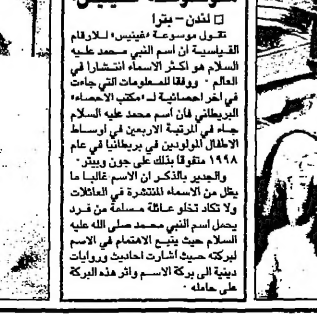 □ لندن – بترا
تقول موسوعة «غينيس» للارقام
القياسية ان اسم النبي محمد عليه
السلام هو اكثر الاسماء انتشارا في
العالم . ووفقا للمعلومات التي جاءت
في اخر احصائية لـ «مكتب الاحصاء»
البريطاني فان اسم محمد عليه السلام
جاء في المرتبة الاربعين في اوساط
الاطفال المولودين في بريطانيا في عام
١٩٩٨ متفوقا بذلك على جون وبيتر .
والجدير بالذكر ان الاسم غالبا ما
يظل من الاسماء المنتشرة في العائلات
ولا تكاد تخلو عائلة مسلمة من فرد
يحمل اسم النبي محمد صلى الله عليه
السلام حيث ينبع الاهتمام في الاسم
لبركته حيث اشارت احاديث وروايات
دينية الى بركة الاسم واثر هذه البركة
على حامله .